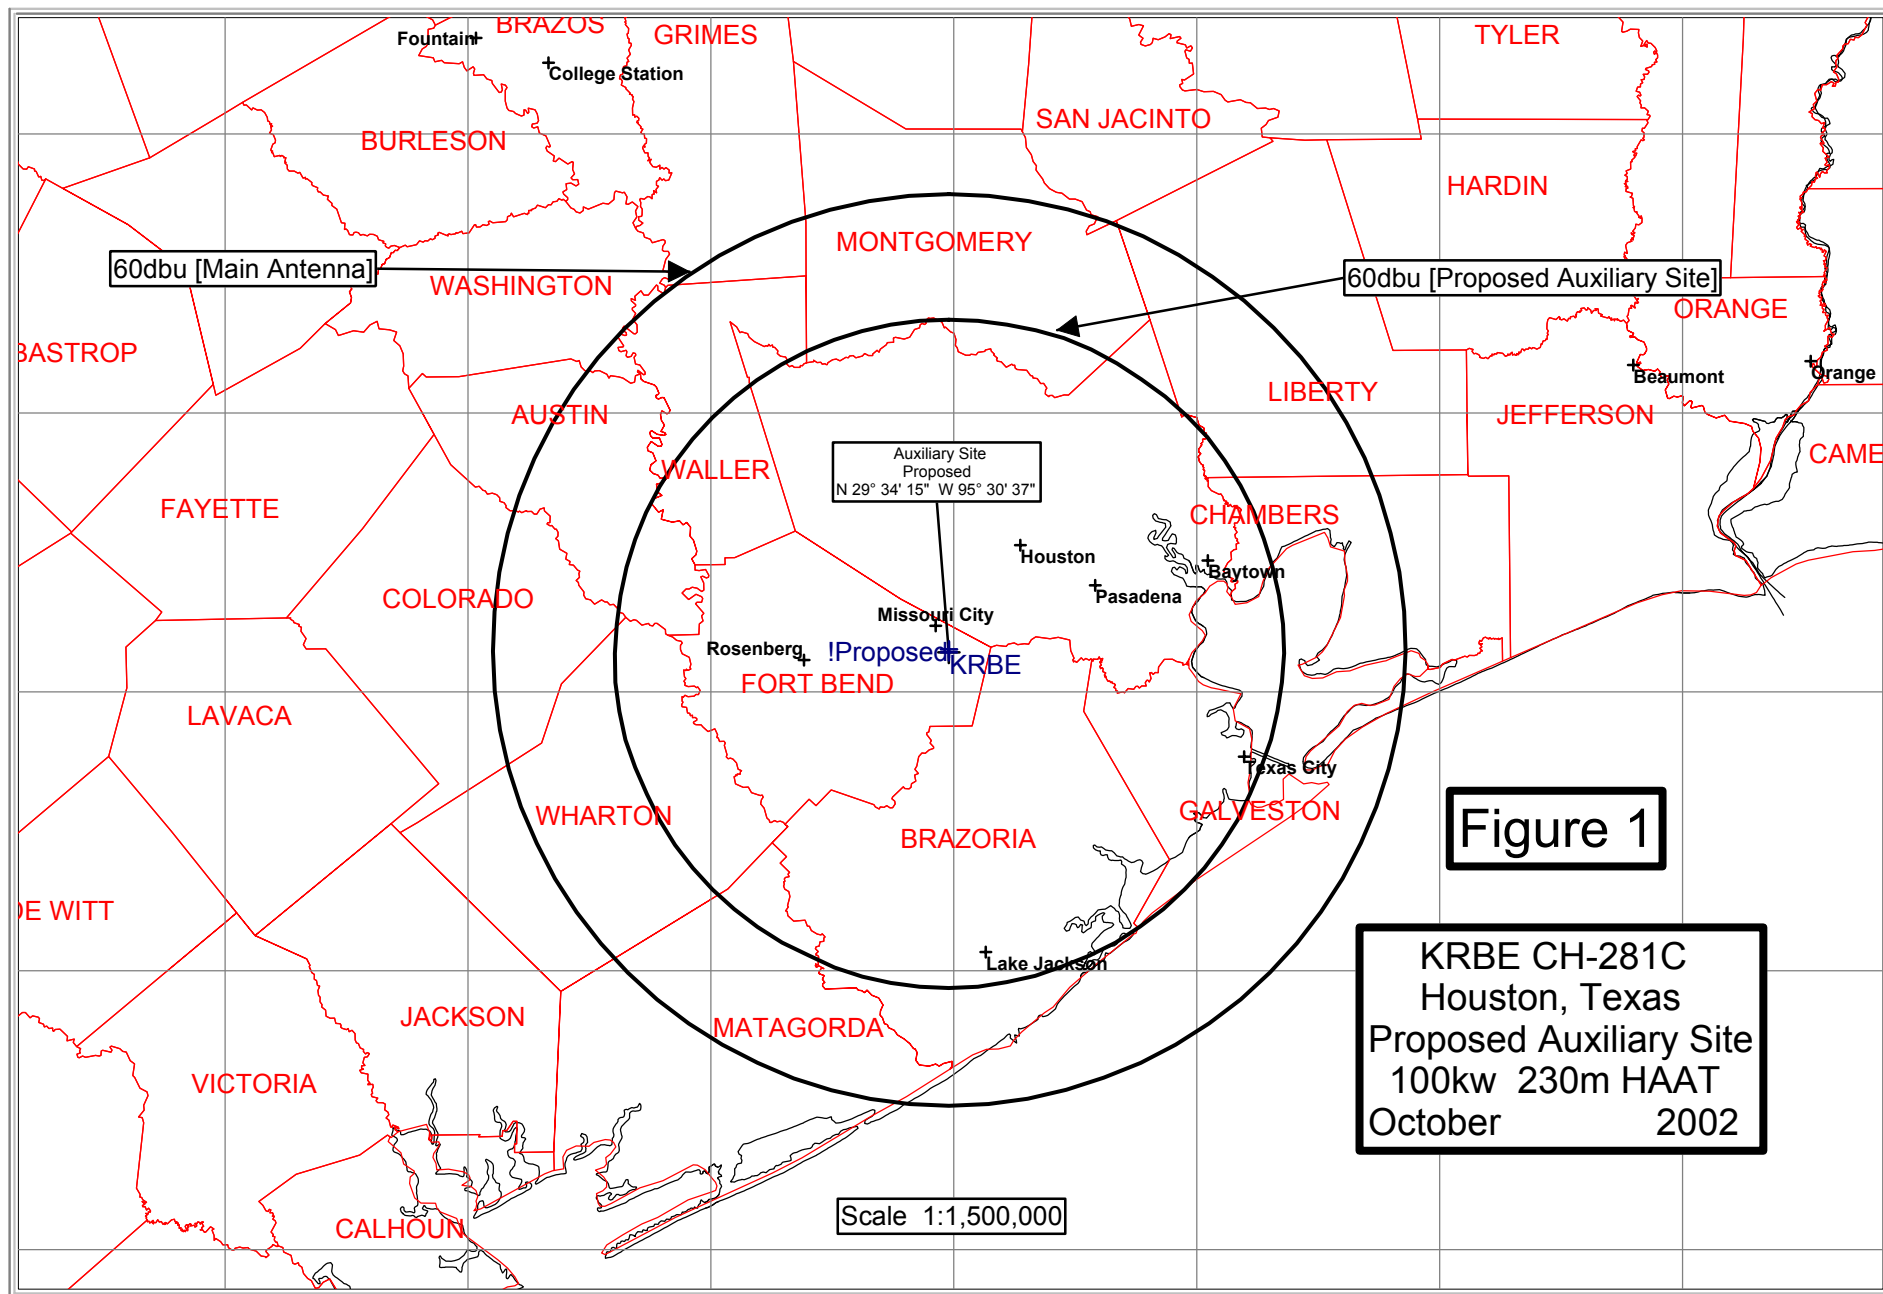 BRAZOS
GRIMES
TYLER
Fountain
College Station
SAN JACINTO
BURLESON
HARDIN
MONTGOMERY
60dbu [Main Antenna]
60dbu [Proposed Auxiliary Site]
WASHINGTON
ORANGE
BASTROP
Beaumont
Orange
LIBERTY
AUSTIN
JEFFERSON
Auxiliary Site
Proposed
N 29° 34' 15"  W 95° 30' 37"
WALLER
CAME
FAYETTE
CHAMBERS
Houston
Baytown
COLORADO
Pasadena
Missouri City
Rosenberg
!Proposed
KRBE
FORT BEND
LAVACA
Texas City
WHARTON
GALVESTON
BRAZORIA
Figure 1
DE WITT
Lake Jackson
KRBE CH-281C
Houston, Texas
Proposed Auxiliary Site
100kw  230m HAAT
October 2002
JACKSON
MATAGORDA
VICTORIA
CALHOUN
Scale  1:1,500,000